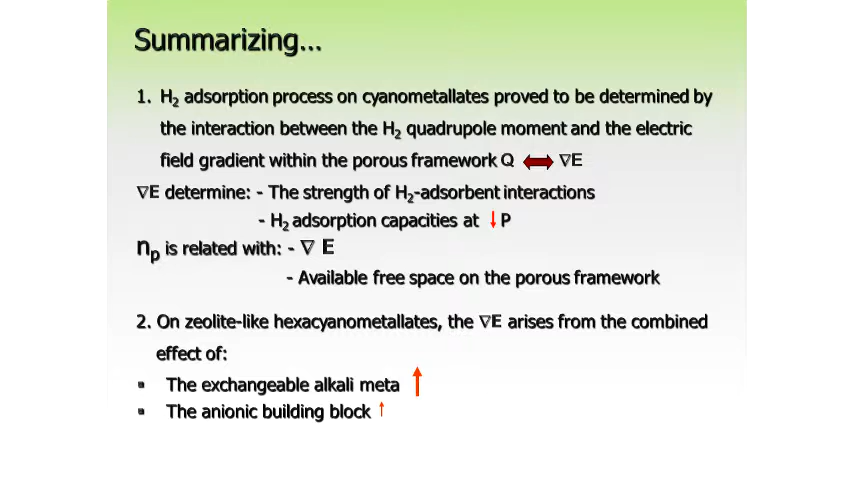 Summarizing...
1. H₂ adsorption process on cyanometallates proved to be determined by
the interaction between the H₂ quadrupole moment and the electric
field gradient within the porous framework Q ⟷ ∇E
∇E determine: - The strength of H₂-adsorbent interactions
- H₂ adsorption capacities at ↓ P
nₚ is related with: - ∇ E
- Available free space on the porous framework
2. On zeolite-like hexacyanometallates, the ∇E arises from the combined
effect of:
▪ The exchangeable alkali meta ↑
▪ The anionic building block ↑